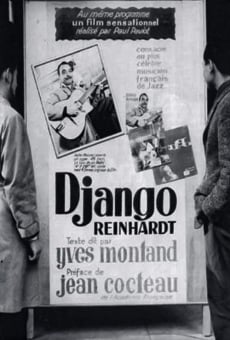 Au même programme
un film sensationnel
réalisé par Paul Paviot
consacré
au plus
célèbre
musicien
français
de Jazz
Django
REINHARDT
Texte dit par
yves montand
Préface de
jean cocteau
de l'Académie Française